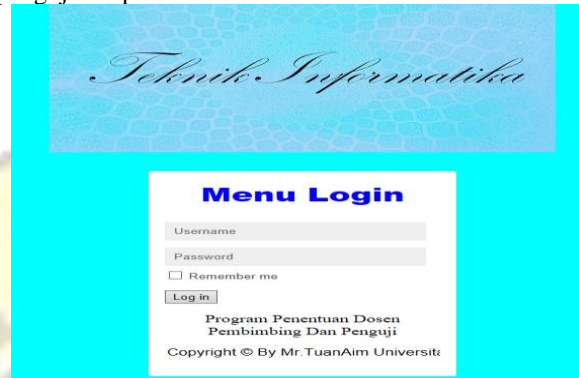 Teknik Informatika
Menu Login
Username
Password
Remember me
Log in
Program Penentuan Dosen
Pembimbing Dan Penguji
Copyright © By Mr.TuanAim Universita